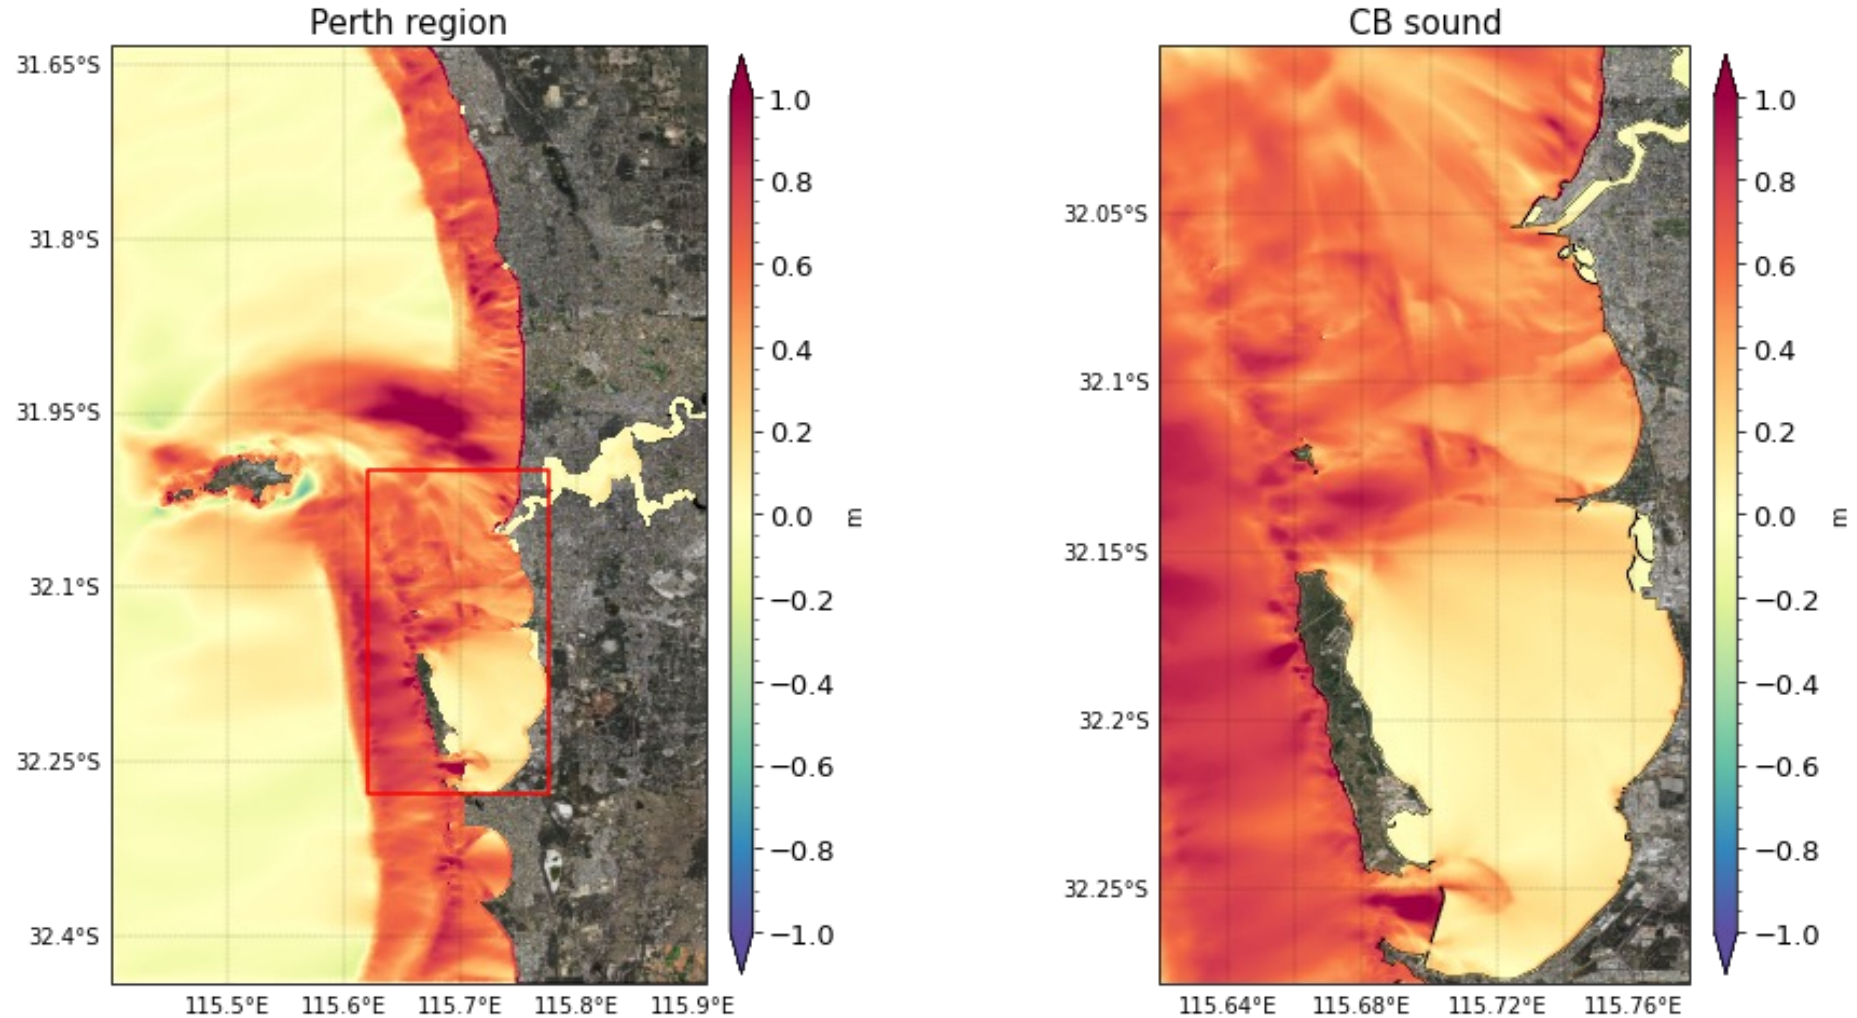 Perth region
CB sound
31.65°S
31.8°S
31.95°S
32.1°S
32.25°S
32.4°S
115.5°E 115.6°E 115.7°E 115.8°E 115.9°E
1.0
0.8
0.6
0.4
0.2
0.0
−0.2
−0.4
−0.6
−0.8
−1.0
m
32.05°S
32.1°S
32.15°S
32.2°S
32.25°S
115.64°E 115.68°E 115.72°E 115.76°E
1.0
0.8
0.6
0.4
0.2
0.0
−0.2
−0.4
−0.6
−0.8
−1.0
m